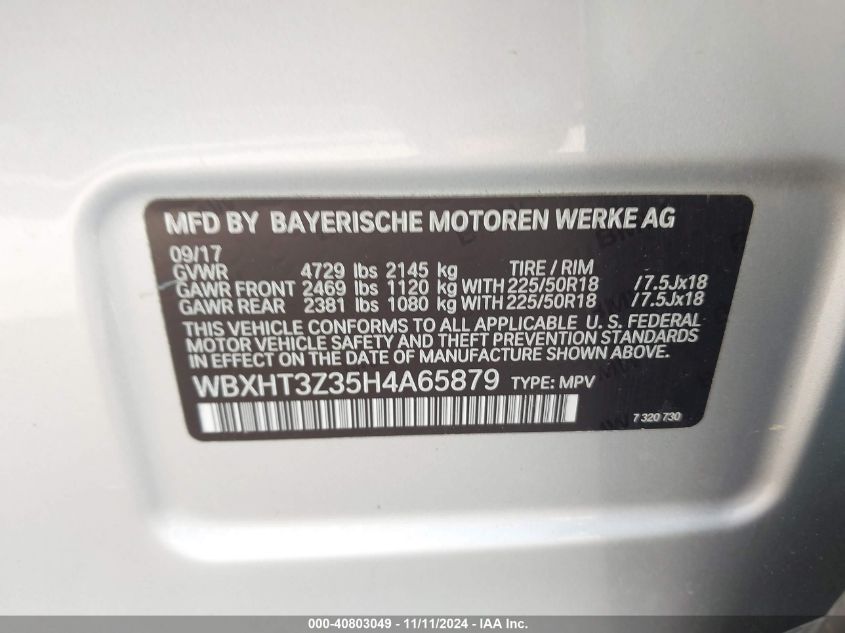 MFD BY BAYERISCHE MOTOREN WERKE AG
09/17
GVWR 4729 lbs 2145 kg TIRE / RIM
GAWR FRONT 2469 lbs 1120 kg WITH 225/50R18 /7.5Jx18
GAWR REAR 2381 lbs 1080 kg WITH 225/50R18 /7.5Jx18
THIS VEHICLE CONFORMS TO ALL APPLICABLE U. S. FEDERAL
MOTOR VEHICLE SAFETY AND THEFT PREVENTION STANDARDS
IN EFFECT ON THE DATE OF MANUFACTURE SHOWN ABOVE.
WBXHT3Z35H4A65879 TYPE: MPV
7 320 730
000-40803049 - 11/11/2024 - IAA Inc.